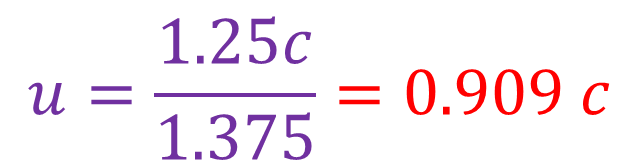 u = 1.25c / 1.375 = 0.909 c